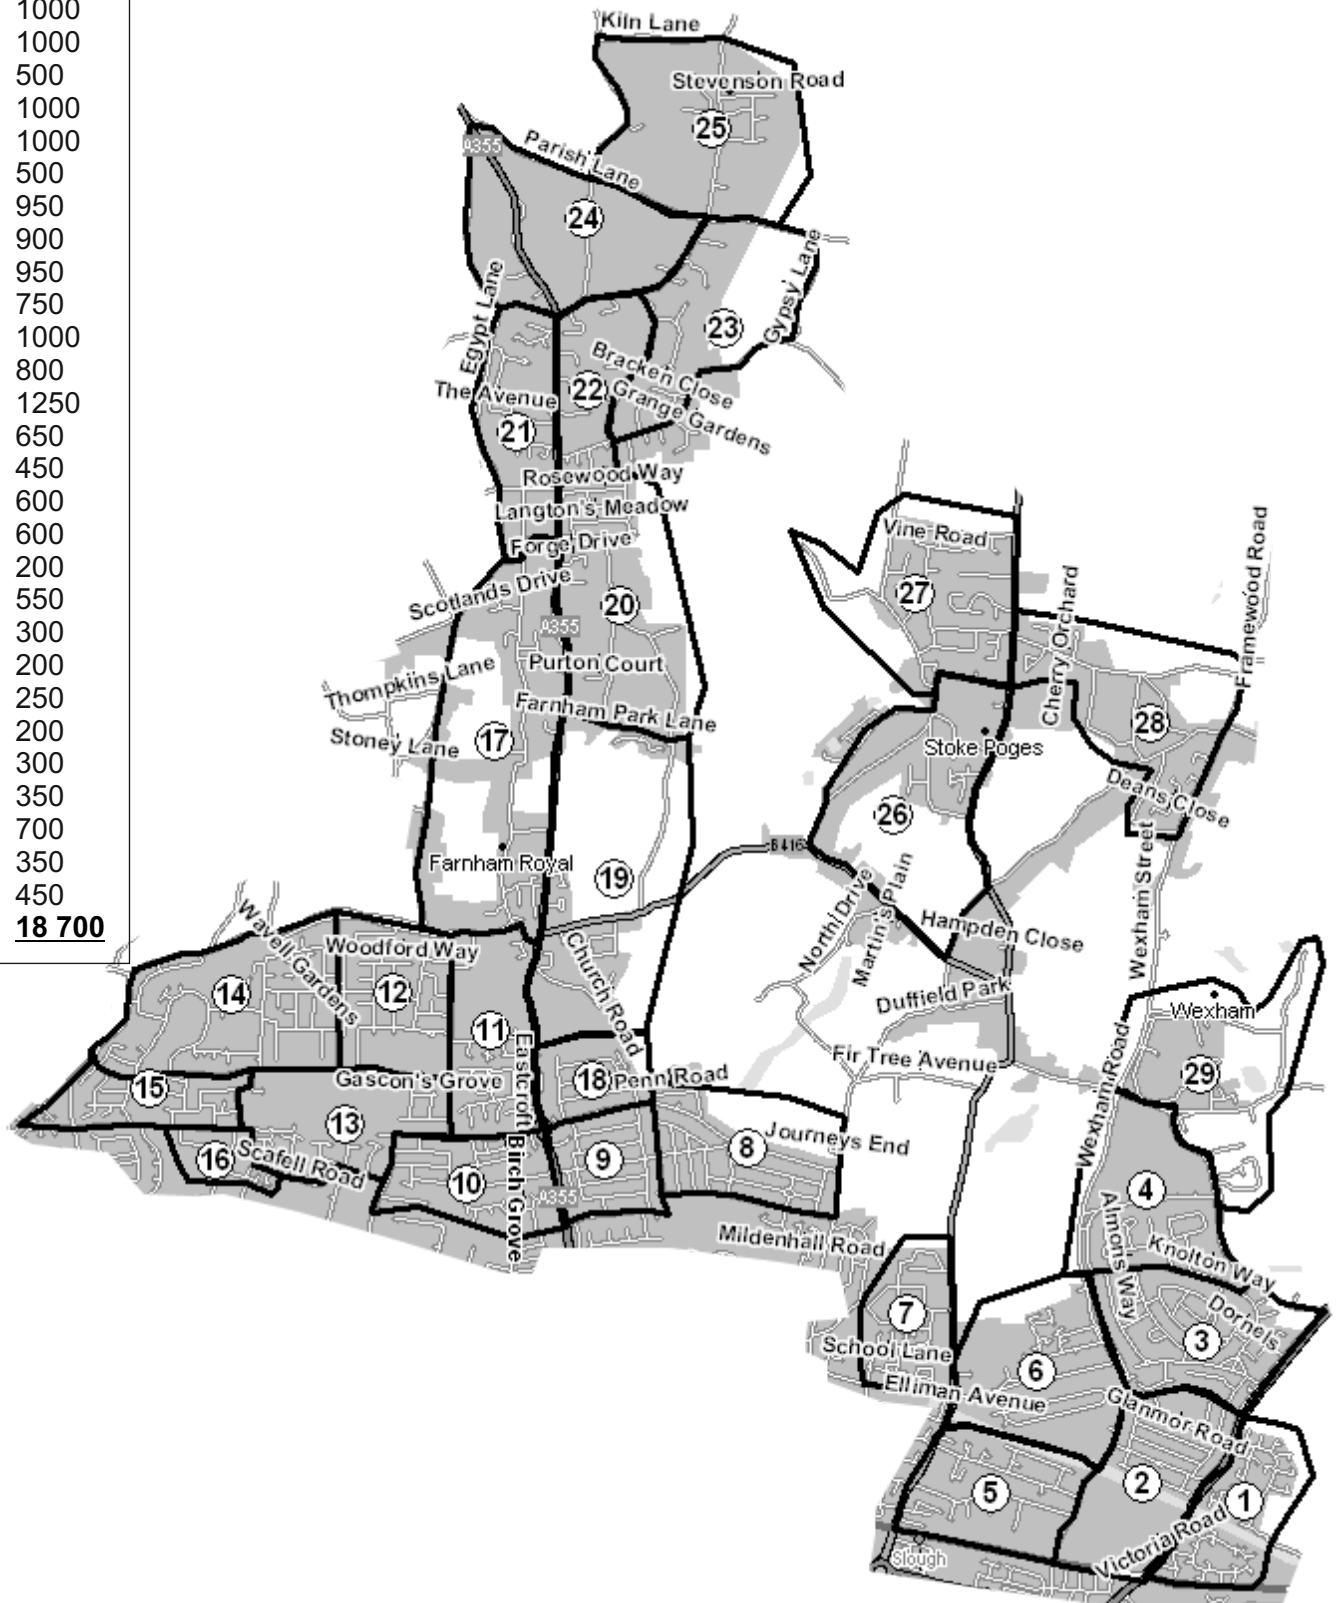 1000
1000
500
1000
1000
500
950
900
950
750
1000
800
1250
650
450
600
600
200
550
300
200
250
200
300
350
700
350
450
18 700
Kiln Lane
Stevenson Road
25
A355
Parish Lane
24
Gypsy Lane
Egypt Lane
23
Bracken Close
22
Grange Gardens
The Avenue
21
Rosewood Way
Langton's Meadow
Forge Drive
Scotlands Drive
20
A355
Purton Court
Thompkins Lane
Farnham Park Lane
Stoney Lane
17
Farnham Royal
19
Vine Road
27
Cherry Orchard
Framewood Road
28
Stoke Poges
Deans Close
26
B416
North Drive
Martin's Plain
Hampden Close
Wexham Street
Duffield Park
Wexham
Fir Tree Avenue
Wexham Road
29
Wavell Gardens
Woodford Way
14
12
11
Church Road
Eastcroft
Gascon's Grove
15
18
Penn Road
13
16
Scafell Road
10
Birch Grove
9
A355
8
Journeys End
Mildenhall Road
4
Almons Way
Knolton Way
Dornels
7
3
School Lane
6
Elliman Avenue
Glanmor Road
5
2
1
Victoria Road
Slough